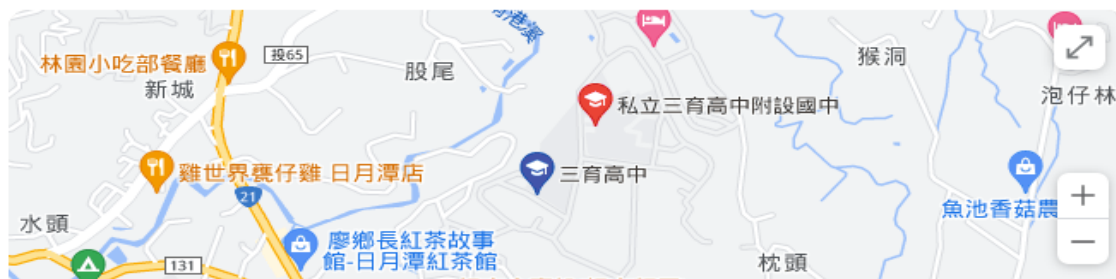 南港溪
林園小吃部餐廳
投65
新城
股尾
猴洞
泡仔林
私立三育高中附設國中
雞世界甕仔雞 日月潭店
三育高中
21
魚池香菇農
水頭
廖鄉長紅茶故事
館-日月潭紅茶館
131
枕頭